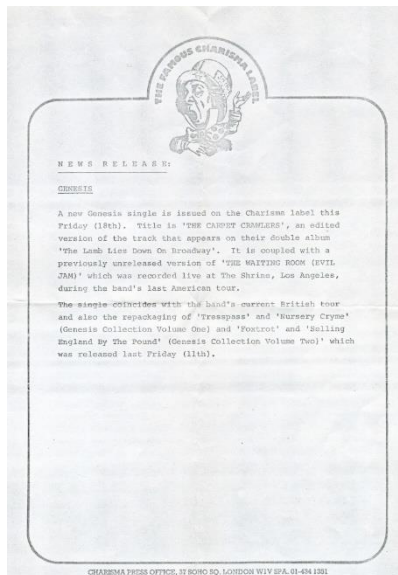 THE FAMOUS CHARISMA LABEL
NEWS RELEASE:
GENESIS
A new Genesis single is issued on the Charisma label this
Friday (18th). Title is 'THE CARPET CRAWLERS', an edited
version of the track that appears on their double album
'The Lamb Lies Down On Broadway'. It is coupled with a
previously unreleased version of 'THE WAITING ROOM (EVIL
JAM)' which was recorded live at The Shrine, Los Angeles,
during the band's last American tour.
The single coincides with the band's current British tour
and also the repackaging of 'Tresspass' and 'Nursery Cryme'
(Genesis Collection Volume One) and 'Foxtrot' and 'Selling
England By The Pound' (Genesis Collection Volume Two)' which
was released last Friday (11th).
CHARISMA PRESS OFFICE, 37 SOHO SQ. LONDON W1V 5PA. 01-434 1351